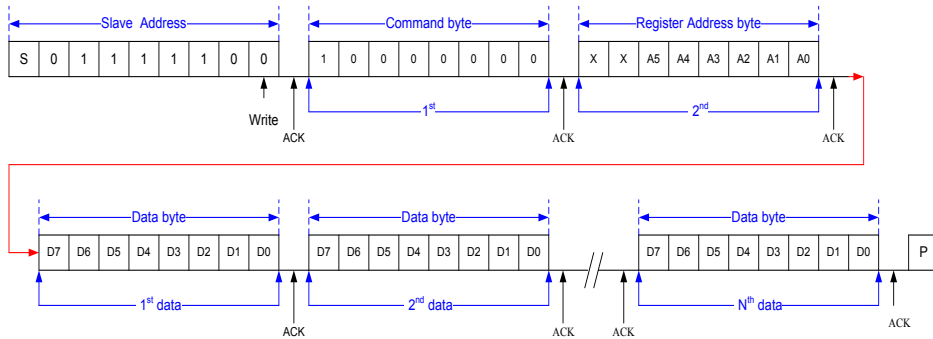 Slave Address Command byte Register Address byte
S 0 1 1 1 1 1 0 0 1 0 0 0 0 0 0 0 X X A5 A4 A3 A2 A1 A0
1st 2nd
Write ACK ACK ACK
Data byte Data byte Data byte
D7 D6 D5 D4 D3 D2 D1 D0 D7 D6 D5 D4 D3 D2 D1 D0 D7 D6 D5 D4 D3 D2 D1 D0 P
1st data 2nd data Nth data
ACK ACK ACK ACK